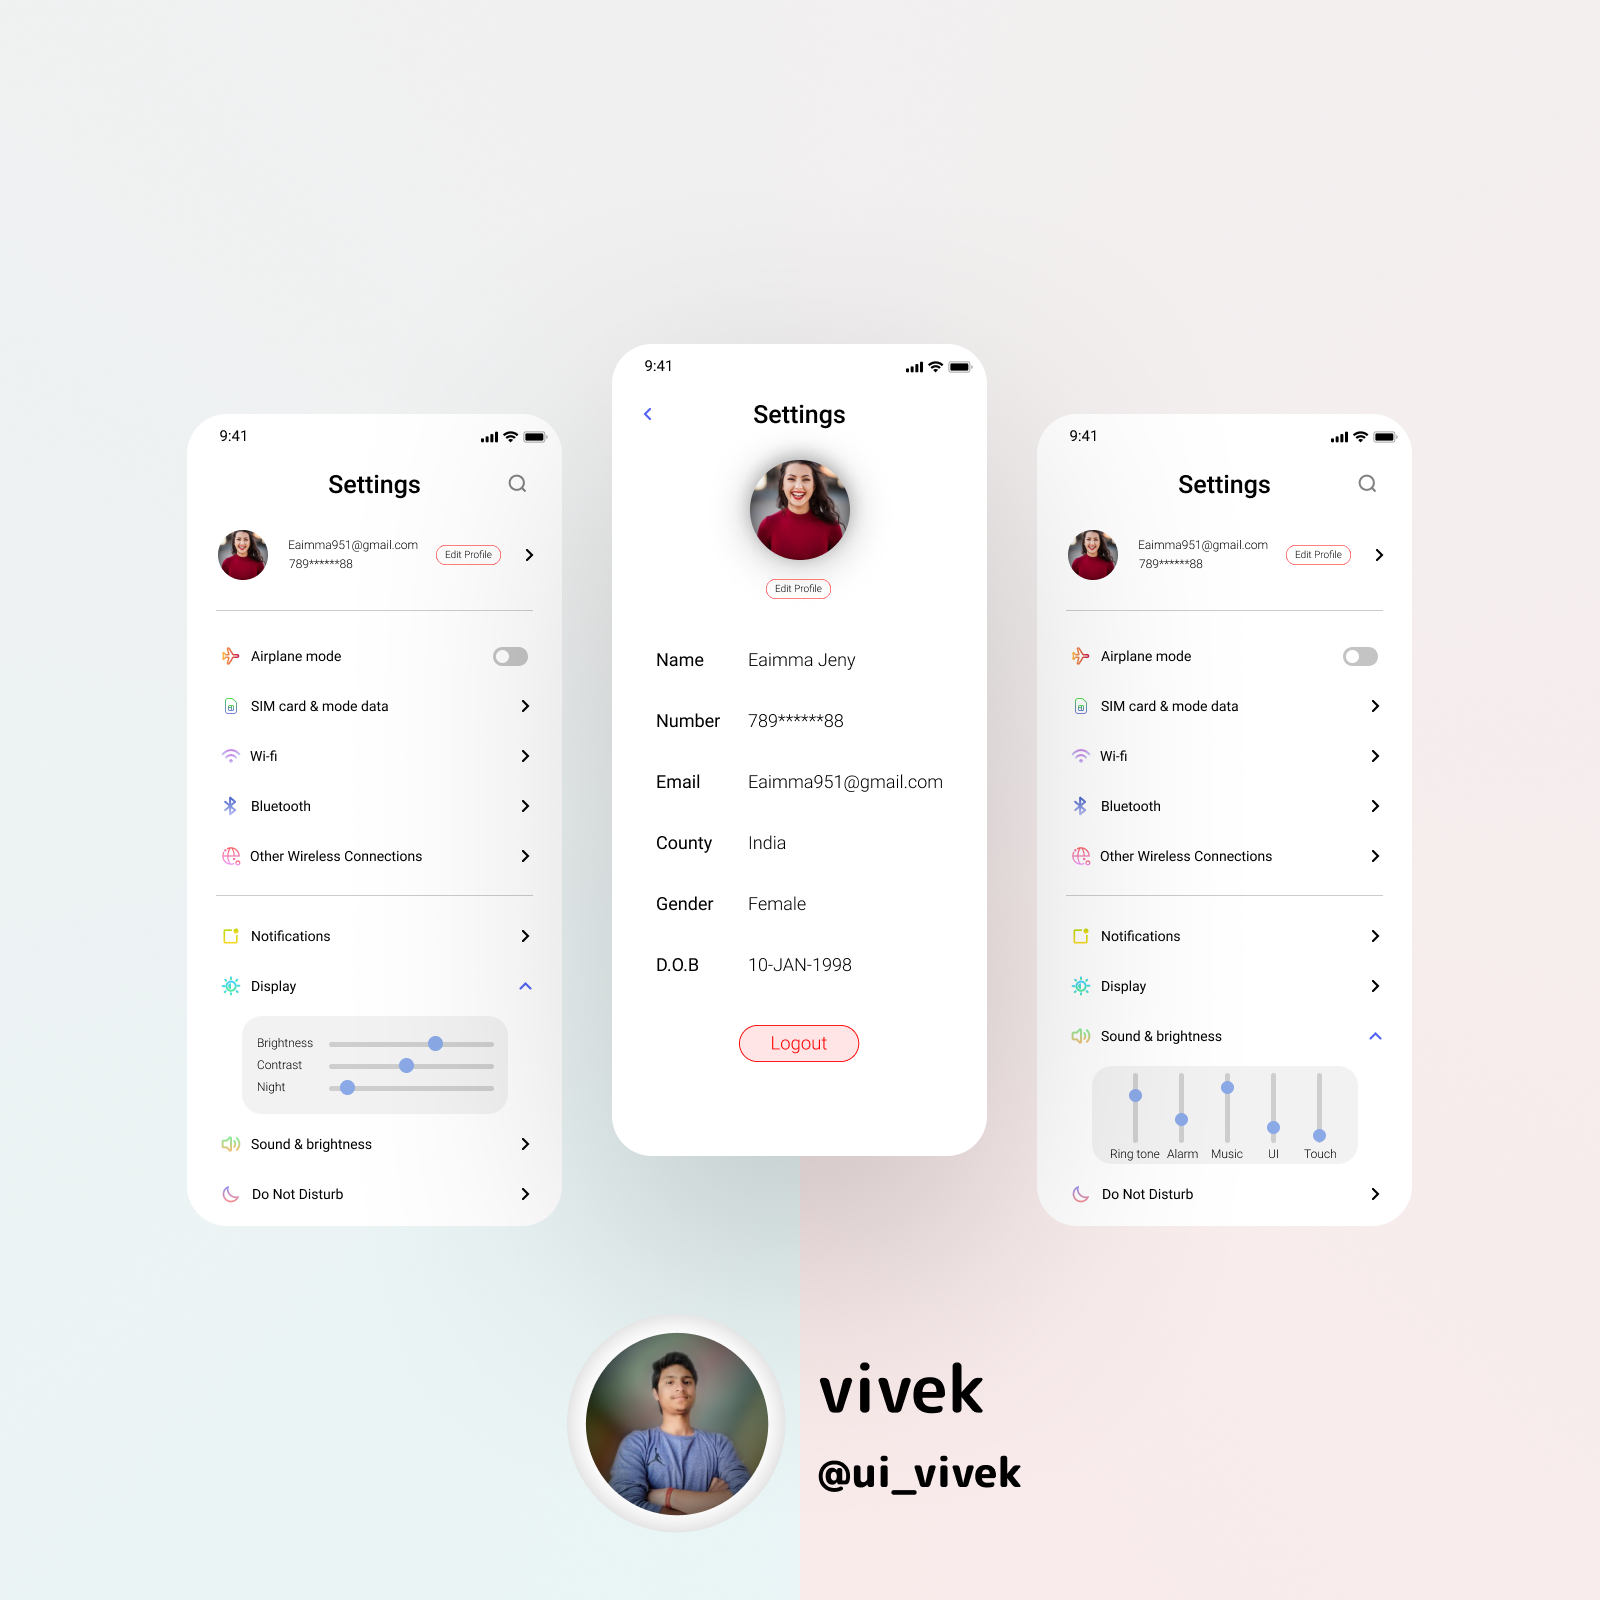 9:41
Settings
Eaimma951@gmail.com
789******88
Edit Profile
Airplane mode
SIM card & mode data
Wi-fi
Bluetooth
Other Wireless Connections
Notifications
Display
Brightness
Contrast
Night
Sound & brightness
Do Not Disturb
9:41
Settings
Edit Profile
Name Eaimma Jeny
Number 789******88
Email Eaimma951@gmail.com
County India
Gender Female
D.O.B 10-JAN-1998
Logout
9:41
Settings
Eaimma951@gmail.com
789******88
Edit Profile
Airplane mode
SIM card & mode data
Wi-fi
Bluetooth
Other Wireless Connections
Notifications
Display
Sound & brightness
Ring tone Alarm Music UI Touch
Do Not Disturb
vivek
@ui_vivek